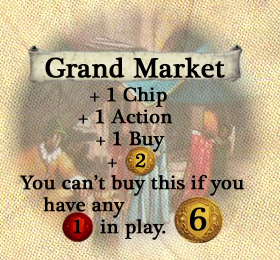 Grand Market
+ 1 Chip
+ 1 Action
+ 1 Buy
+ 2
You can't buy this if you
have any
1 in play. 6